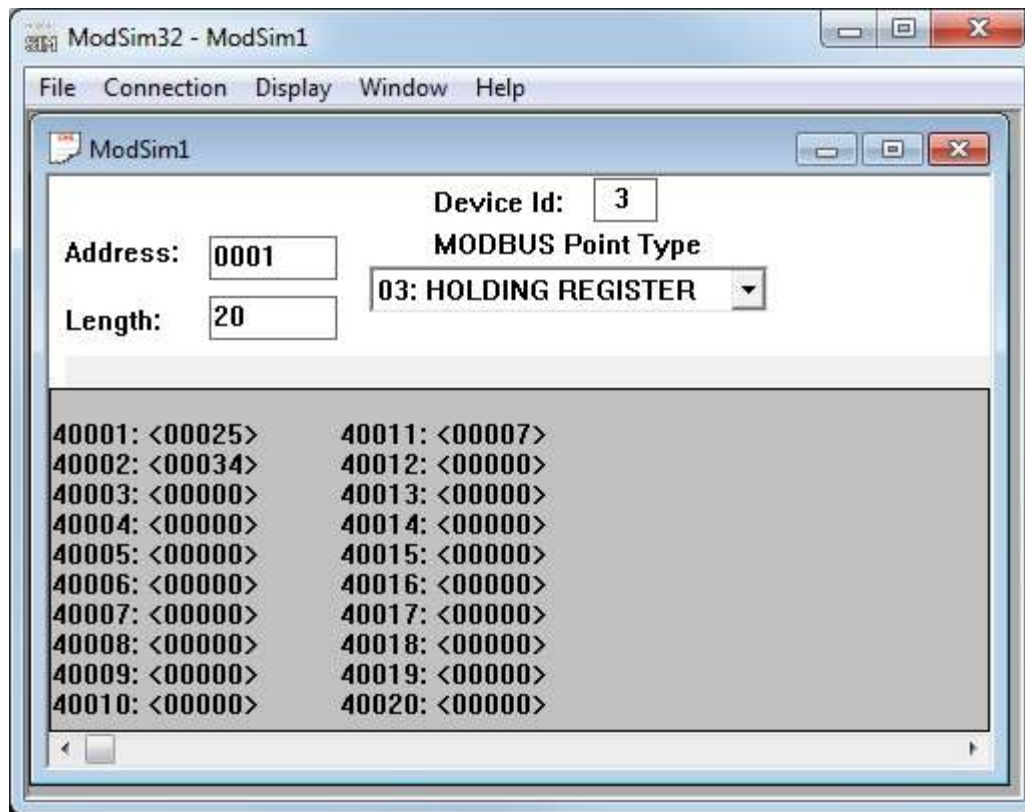 ModSim32 - ModSim1
File Connection Display Window Help
ModSim1
Device Id: 3
Address: 0001
MODBUS Point Type
03: HOLDING REGISTER
Length: 20
40001: <00025> 40011: <00007>
40002: <00034> 40012: <00000>
40003: <00000> 40013: <00000>
40004: <00000> 40014: <00000>
40005: <00000> 40015: <00000>
40006: <00000> 40016: <00000>
40007: <00000> 40017: <00000>
40008: <00000> 40018: <00000>
40009: <00000> 40019: <00000>
40010: <00000> 40020: <00000>